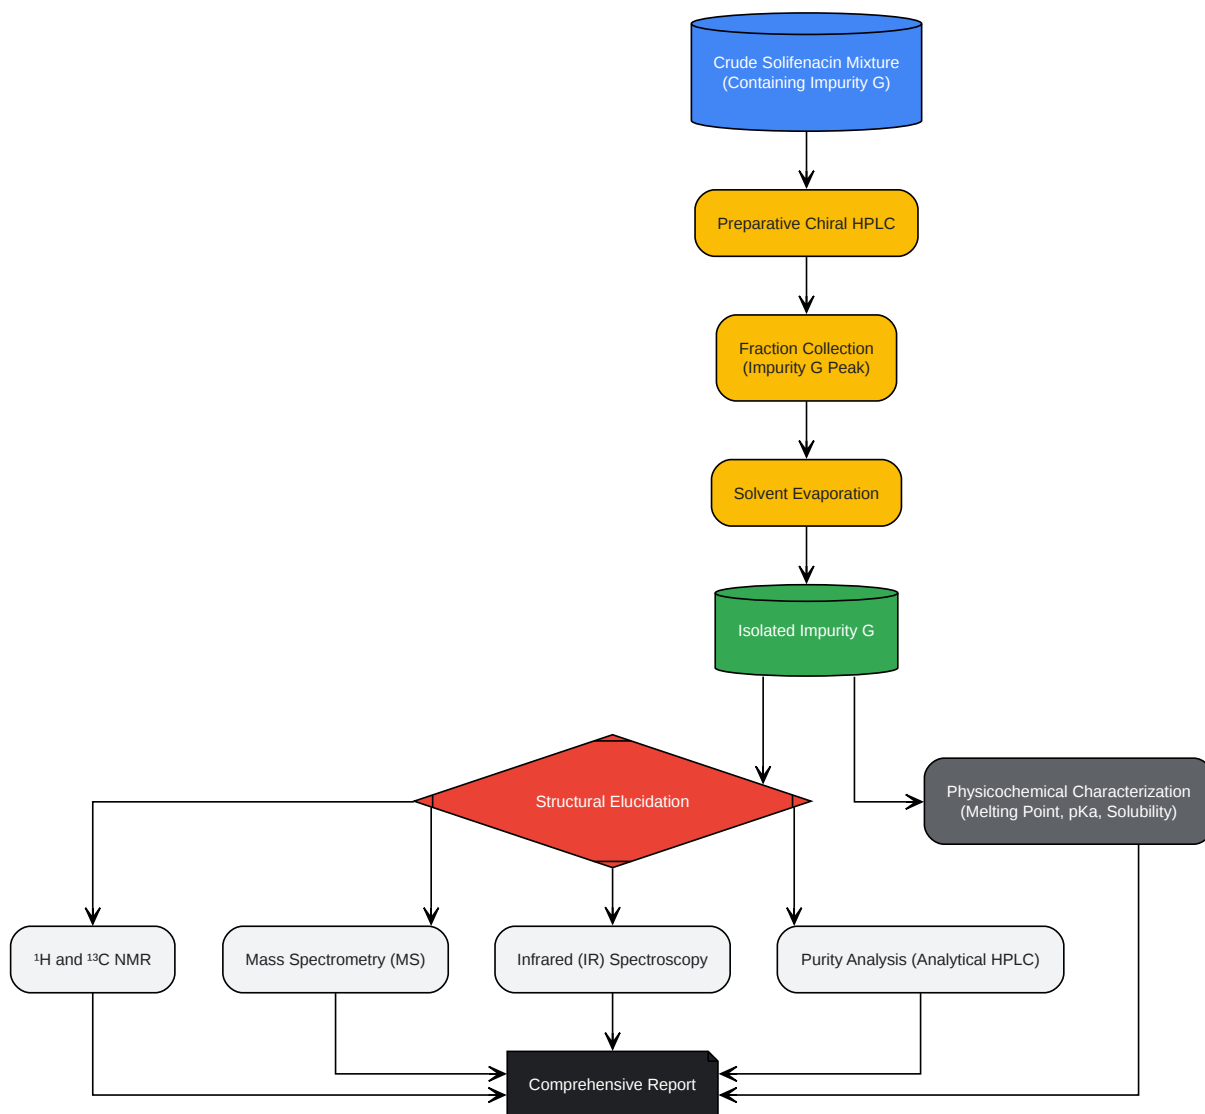 Crude Solifenacin Mixture
(Containing Impurity G)
Preparative Chiral HPLC
Fraction Collection
(Impurity G Peak)
Solvent Evaporation
Isolated Impurity G
Structural Elucidation
Physicochemical Characterization
(Melting Point, pKa, Solubility)
¹H and ¹³C NMR
Mass Spectrometry (MS)
Infrared (IR) Spectroscopy
Purity Analysis (Analytical HPLC)
Comprehensive Report